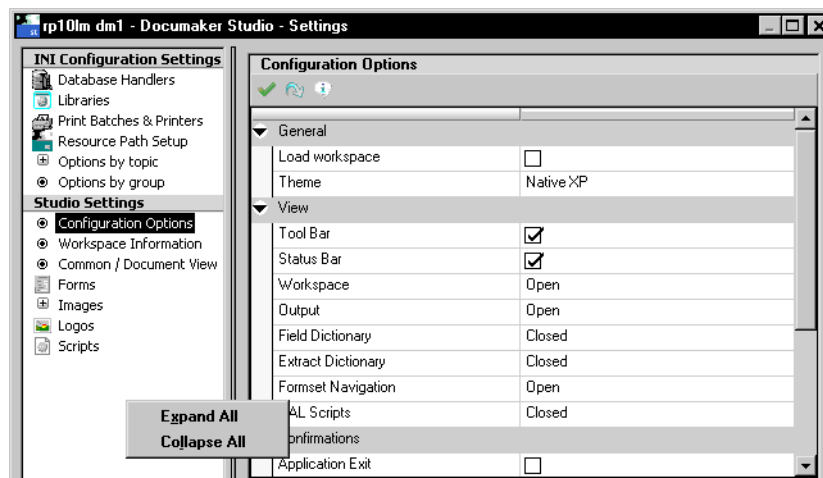 rp10lm dm1 - Documaker Studio - Settings
INI Configuration Settings
Database Handlers
Libraries
Print Batches & Printers
Resource Path Setup
Options by topic
Options by group
Studio Settings
Configuration Options
Workspace Information
Common / Document View
Forms
Images
Logos
Scripts
Expand All
Collapse All
Configuration Options
General
Load workspace
Theme Native XP
View
Tool Bar
Status Bar
Workspace Open
Output Open
Field Dictionary Closed
Extract Dictionary Closed
Formset Navigation Open
AL Scripts Closed
onfirmations
Application Exit